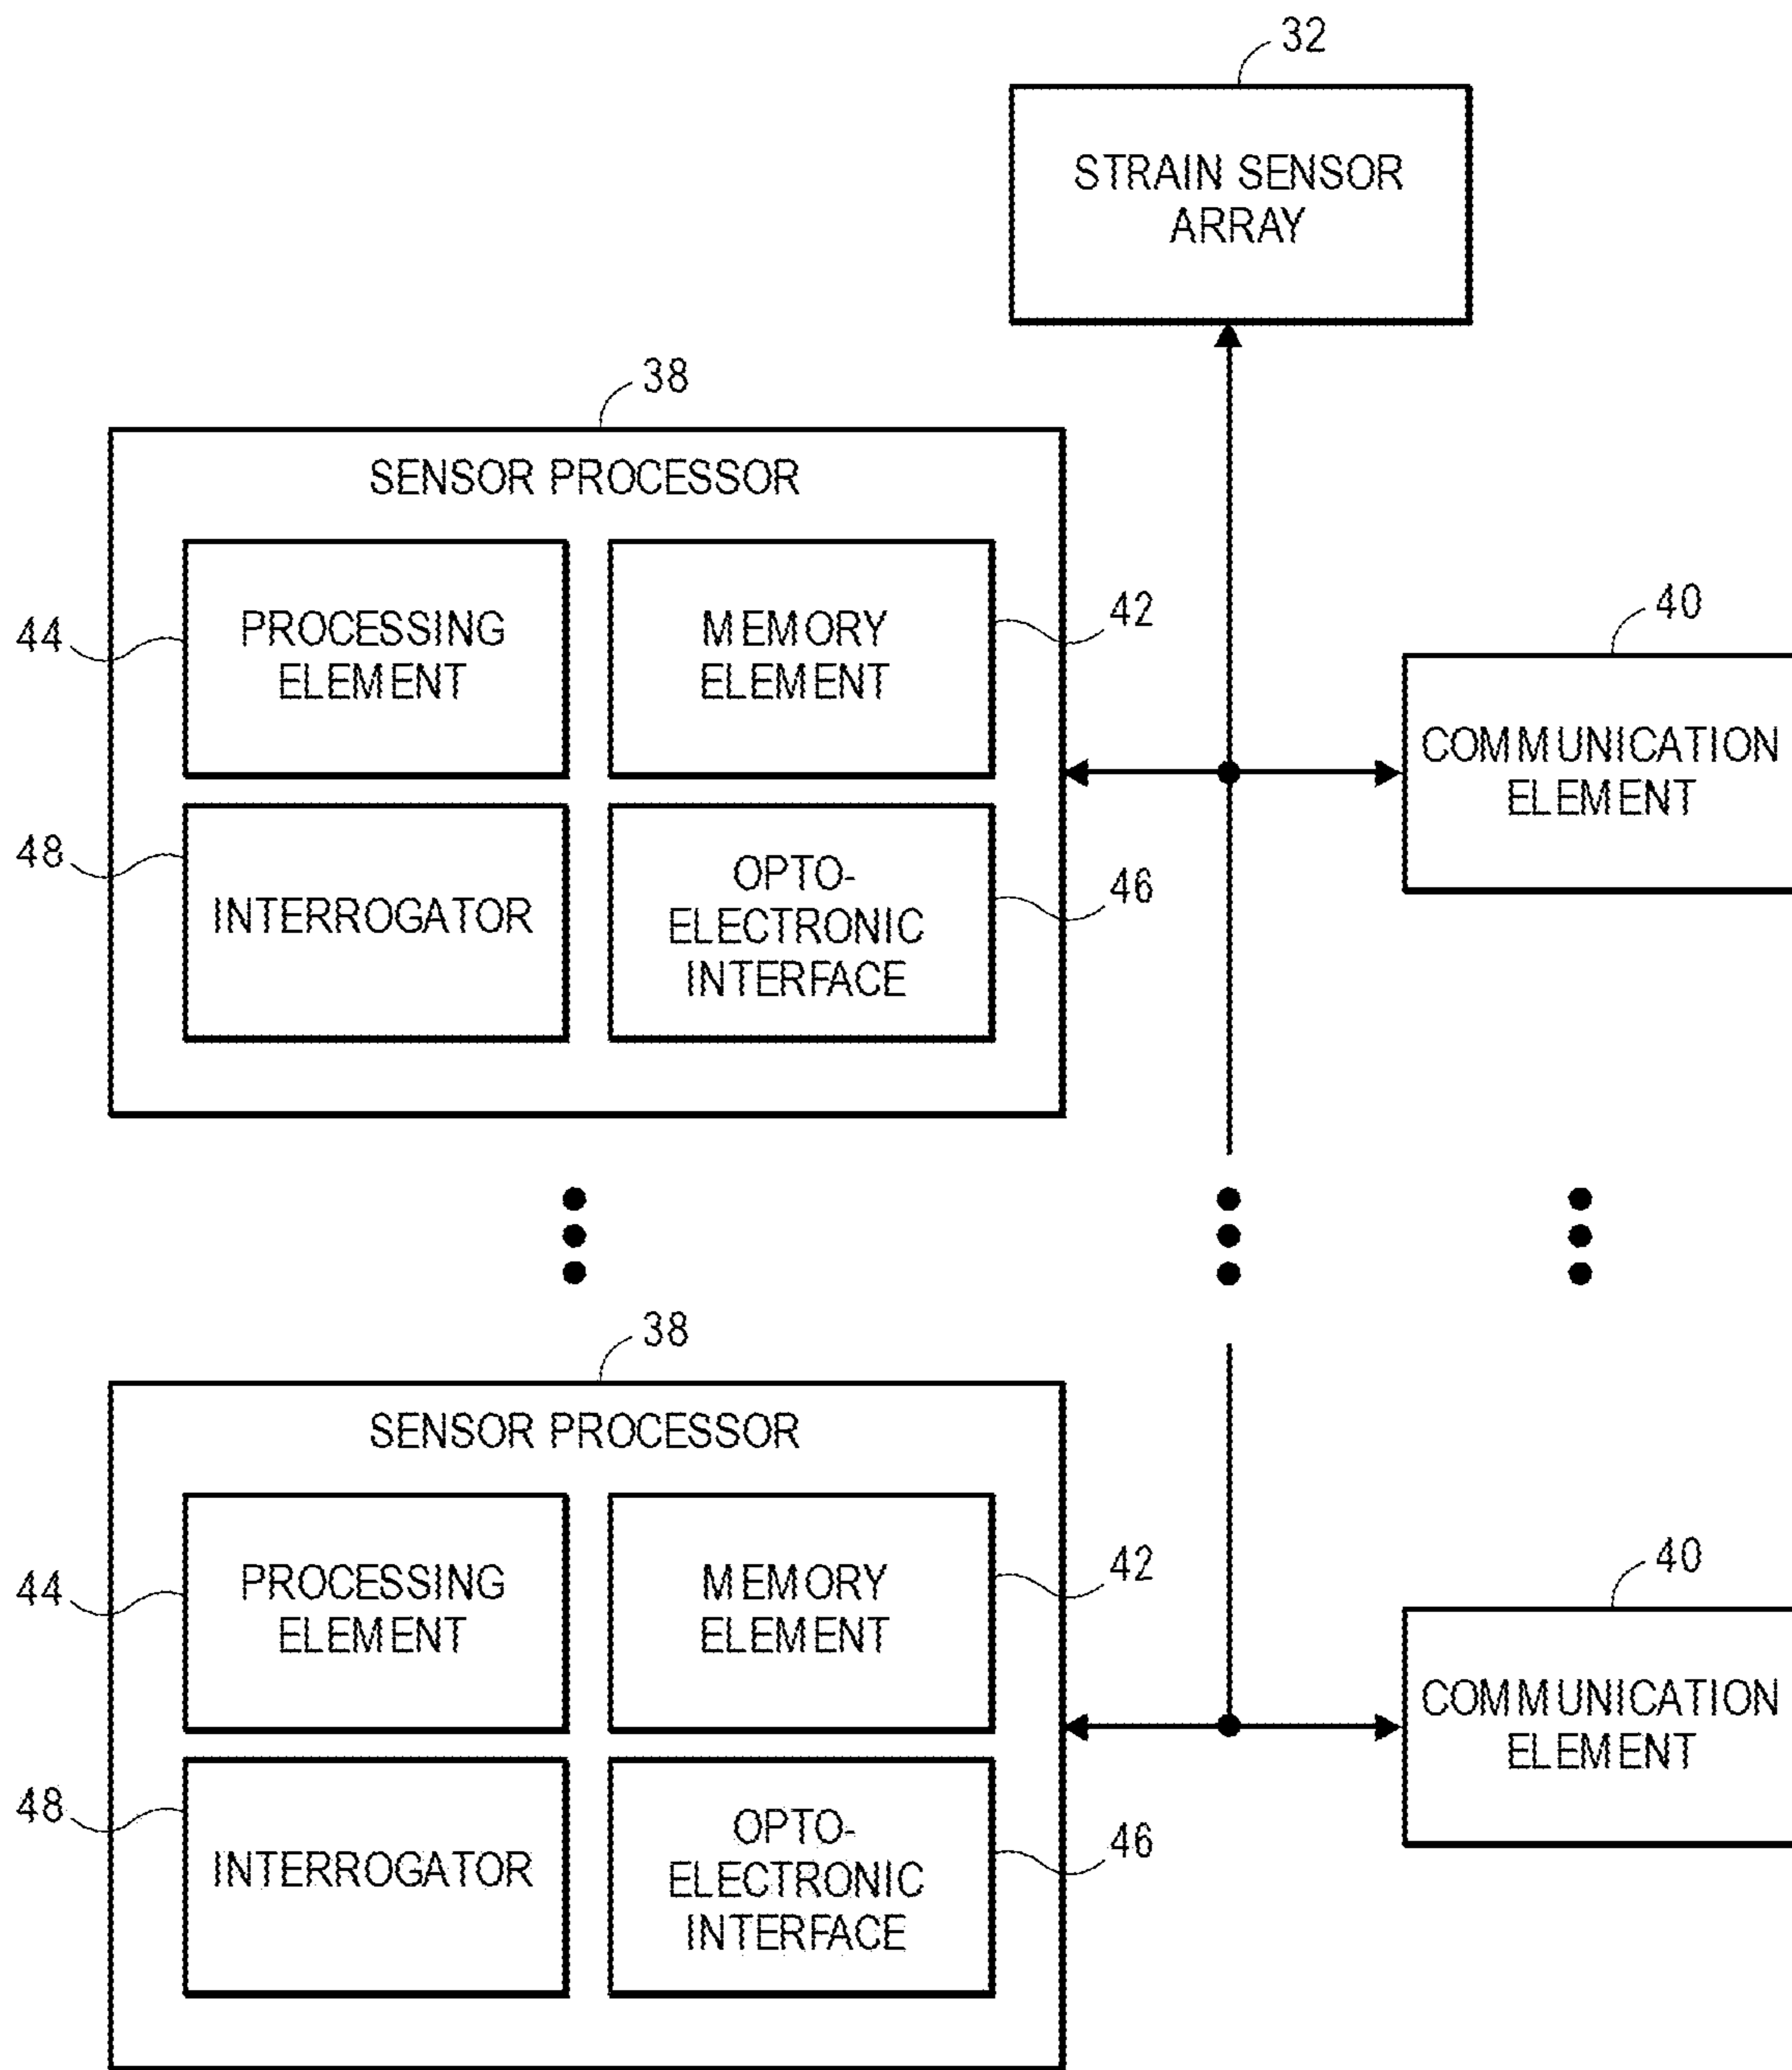 32
STRAIN SENSOR
ARRAY
38
SENSOR PROCESSOR
44
PROCESSING
ELEMENT
MEMORY
ELEMENT
42
40
COMMUNICATION
ELEMENT
48
INTERROGATOR
OPTO-
ELECTRONIC
INTERFACE
46
38
SENSOR PROCESSOR
44
PROCESSING
ELEMENT
MEMORY
ELEMENT
42
40
COMMUNICATION
ELEMENT
48
INTERROGATOR
OPTO-
ELECTRONIC
INTERFACE
46